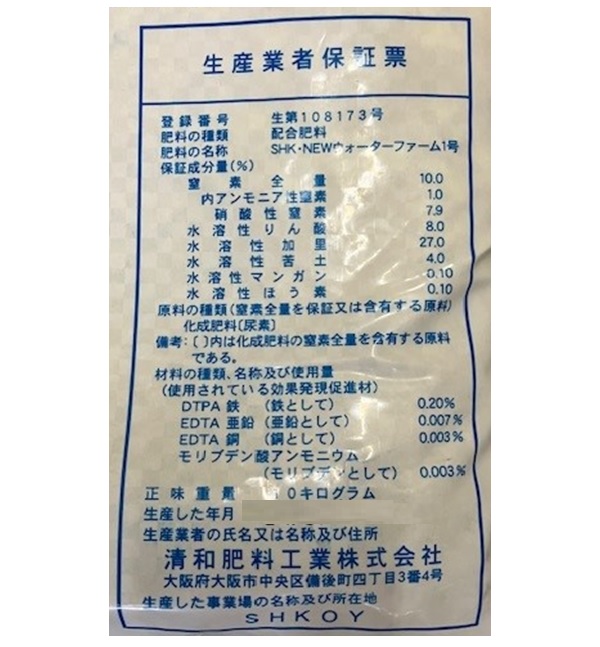 生産業者保証票
登録番号 生第108173号
肥料の種類 配合肥料
肥料の名称 SHK・NEWウォーターファーム1号
保証成分量(%)
窒素全量 10.0
内アンモニア性窒素 1.0
硝酸性窒素 7.9
水溶性りん酸 8.0
水溶性加里 27.0
水溶性苦土 4.0
水溶性マンガン 0.10
水溶性ほう素 0.10
原料の種類(窒素全量を保証又は含有する原料)
化成肥料〔尿素〕
備考:〔 〕内は化成肥料の窒素全量を含有する原料
である。
材料の種類、名称及び使用量
(使用されている効果発現促進材)
DTPA 鉄 (鉄として) 0.20%
EDTA 亜鉛 (亜鉛として) 0.007%
EDTA 銅 (銅として) 0.003%
モリブデン酸アンモニウム
(モリブデンとして) 0.003%
正味重量 0キログラム
生産した年月
生産業者の氏名又は名称及び住所
清和肥料工業株式会社
大阪府大阪市中央区備後町四丁目3番4号
生産した事業場の名称及び所在地
SHKOY